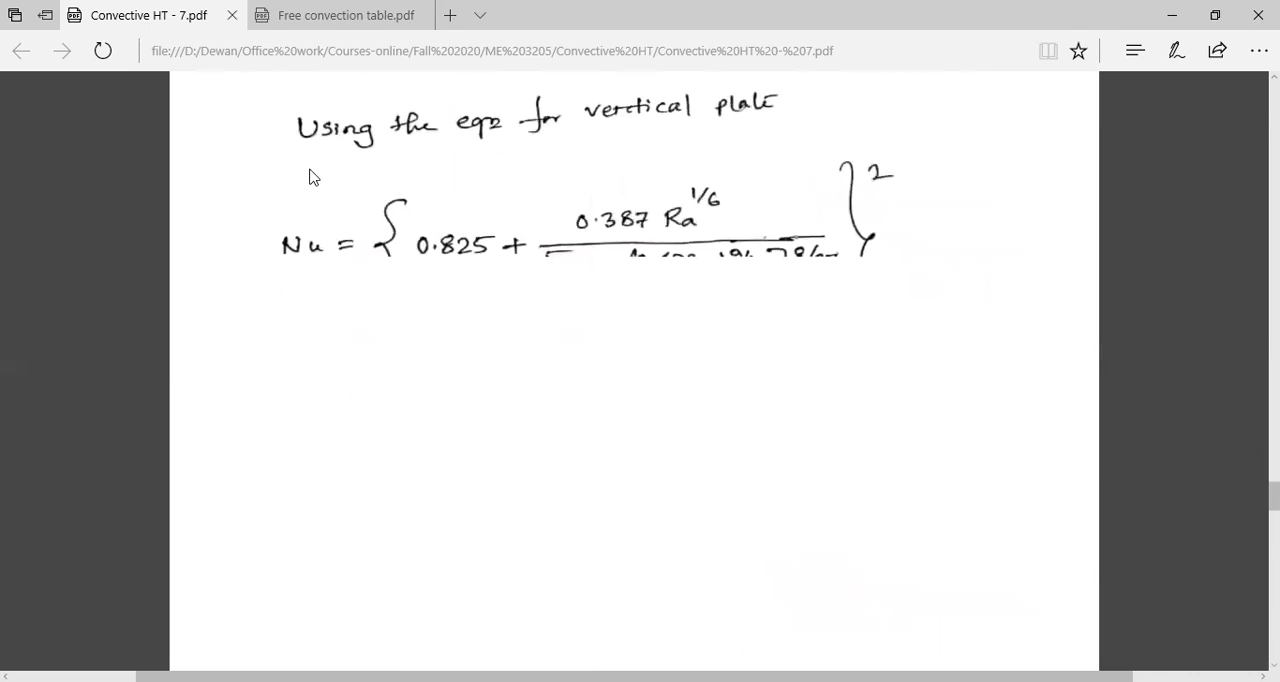 Convective HT - 7.pdf
Free convection table.pdf
file:///D:/Dewan/Office%20work/Courses-online/Fall%202020/ME%203205/Convective%20HT/Convective%20HT%20-%207.pdf
Using the eqn for verctical plate
Nu = { 0.825 + 0.387 Ra^1/6 }^2